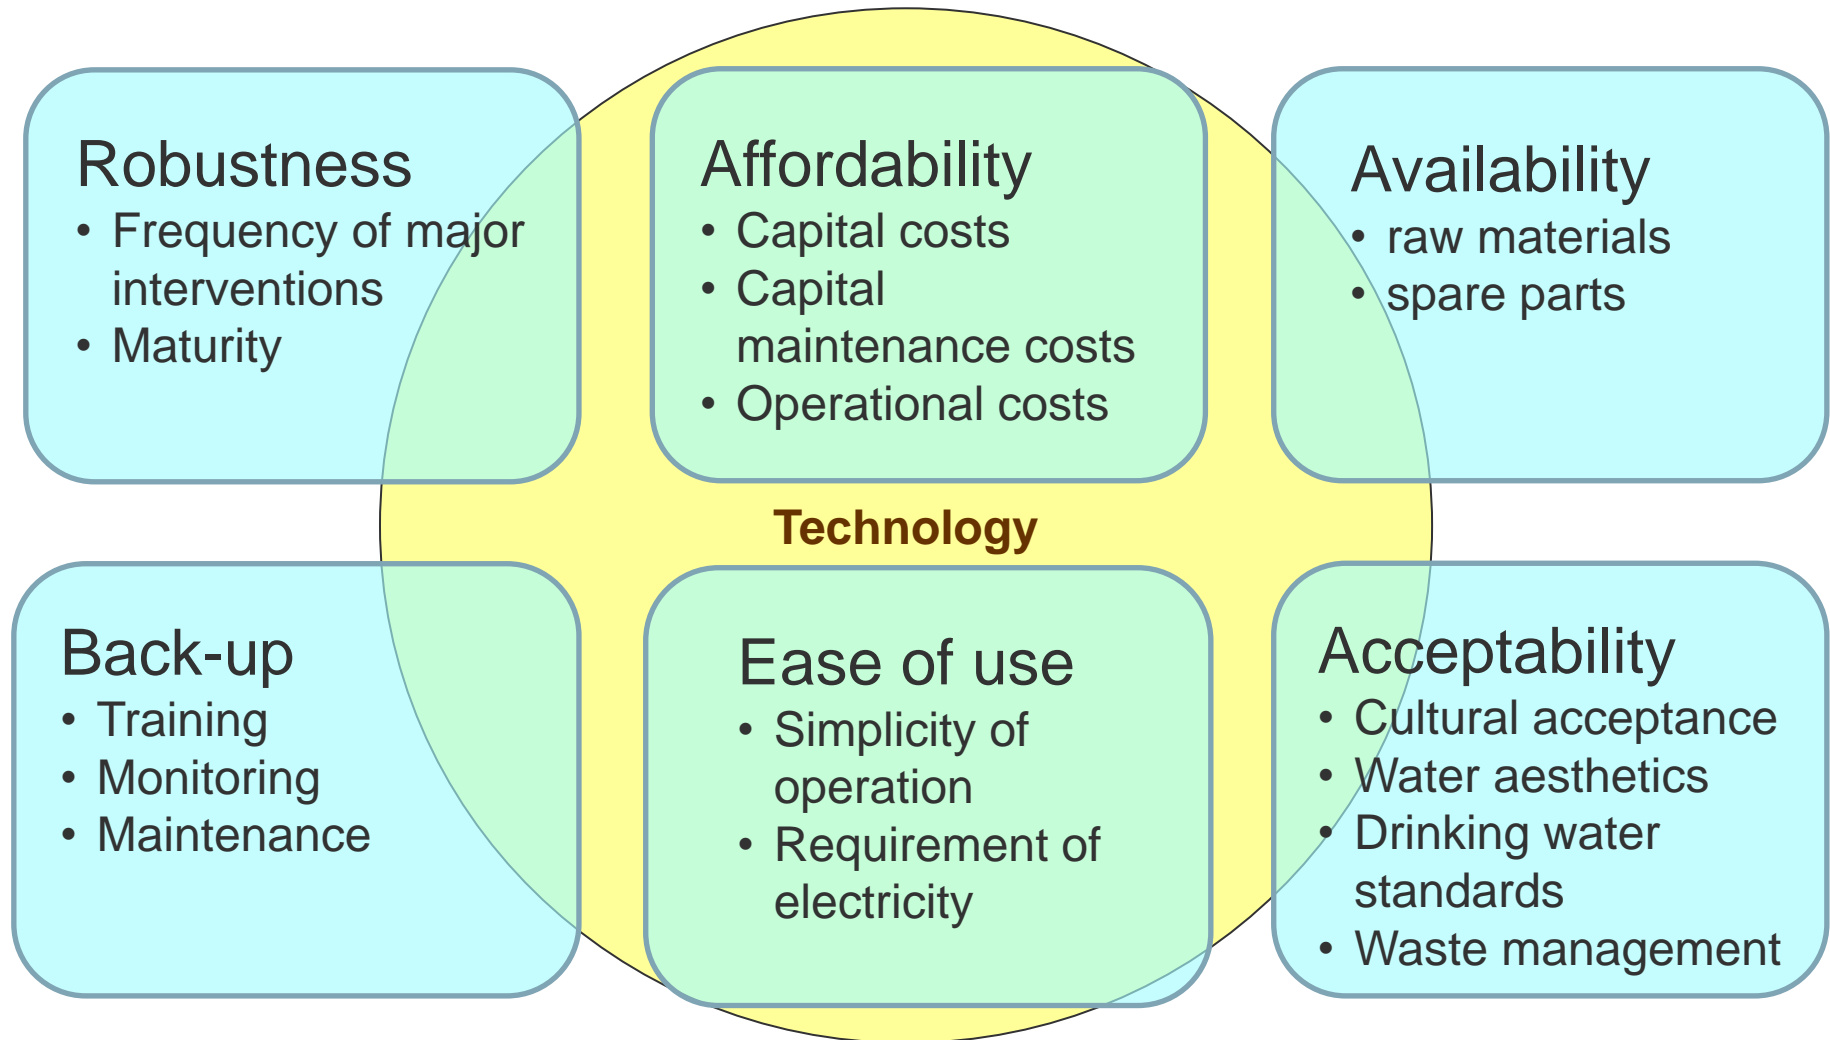 Robustness
• Frequency of major
interventions
• Maturity
Affordability
• Capital costs
• Capital
maintenance costs
• Operational costs
Availability
• raw materials
• spare parts
Technology
Back-up
• Training
• Monitoring
• Maintenance
Ease of use
• Simplicity of
operation
• Requirement of
electricity
Acceptability
• Cultural acceptance
• Water aesthetics
• Drinking water
standards
• Waste management